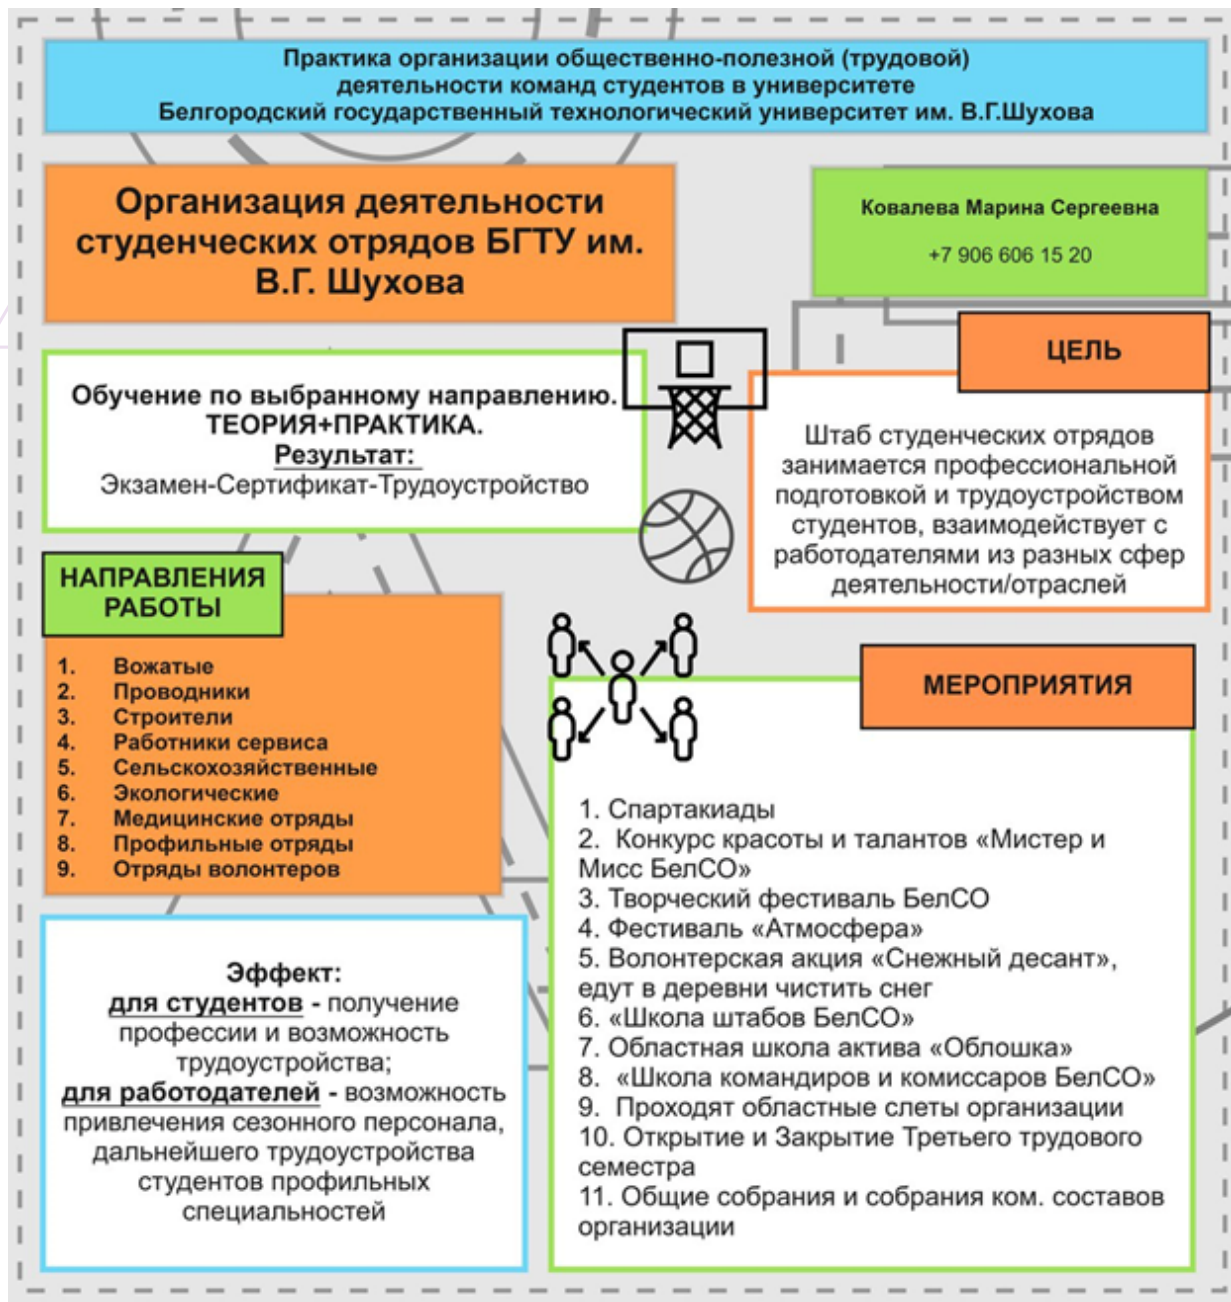 Практика организации общественно-полезной (трудовой)
деятельности команд студентов в университете
Белгородский государственный технологический университет им. В.Г.Шухова
Организация деятельности
студенческих отрядов БГТУ им.
В.Г. Шухова
Ковалева Марина Сергеевна
+7 906 606 15 20
Обучение по выбранному направлению.
ТЕОРИЯ+ПРАКТИКА.
Результат:
Экзамен-Сертификат-Трудоустройство
ЦЕЛЬ
Штаб студенческих отрядов
занимается профессиональной
подготовкой и трудоустройством
студентов, взаимодействует с
работодателями из разных сфер
деятельности/отраслей
НАПРАВЛЕНИЯ
РАБОТЫ
1. Вожатые
2. Проводники
3. Строители
4. Работники сервиса
5. Сельскохозяйственные
6. Экологические
7. Медицинские отряды
8. Профильные отряды
9. Отряды волонтеров
МЕРОПРИЯТИЯ
1. Спартакиады
2. Конкурс красоты и талантов «Мистер и
Мисс БелСО»
3. Творческий фестиваль БелСО
4. Фестиваль «Атмосфера»
5. Волонтерская акция «Снежный десант»,
едут в деревни чистить снег
6. «Школа штабов БелСО»
7. Областная школа актива «Облошка»
8. «Школа командиров и комиссаров БелСО»
9. Проходят областные слеты организации
10. Открытие и Закрытие Третьего трудового
семестра
11. Общие собрания и собрания ком. составов
организации
Эффект:
для студентов - получение
профессии и возможность
трудоустройства;
для работодателей - возможность
привлечения сезонного персонала,
дальнейшего трудоустройства
студентов профильных
специальностей